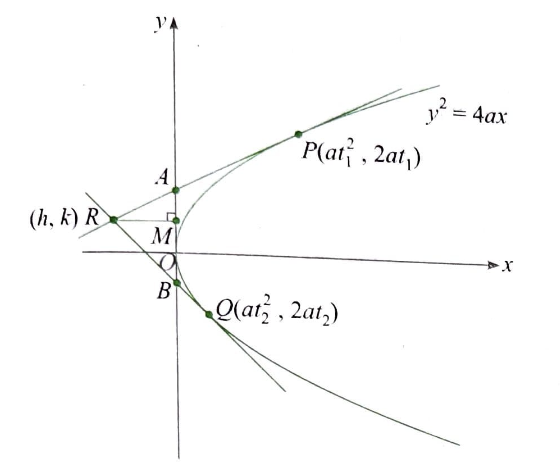 y
y² = 4ax
P(at₁², 2at₁)
A
(h, k) R
M
O
x
B
Q(at₂², 2at₂)